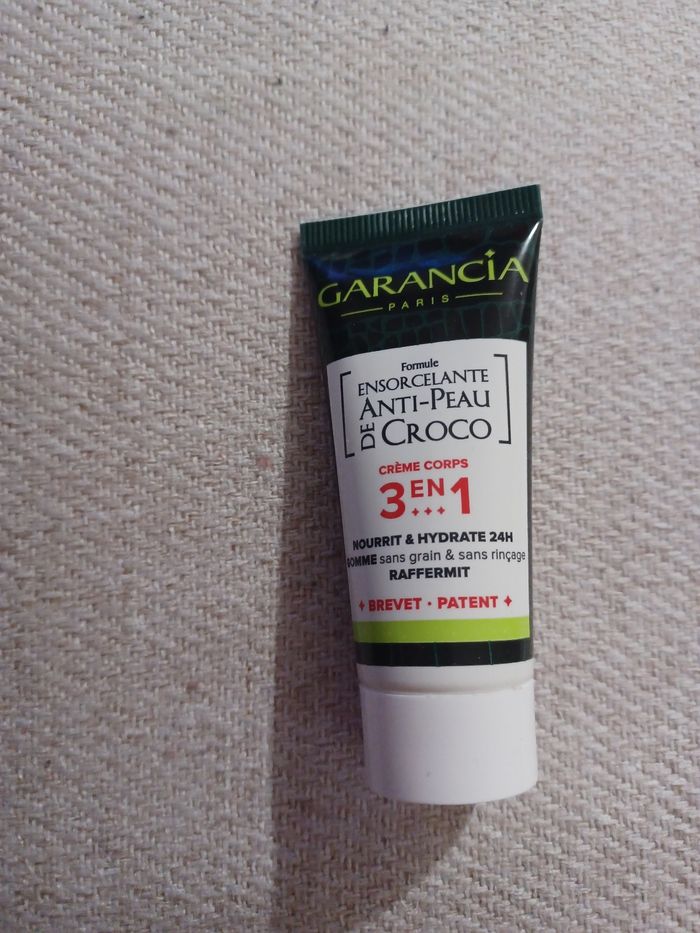 GARANCIA
PARIS
Formule
ENSORCELANTE
ANTI-PEAU
DE CROCO
CRÈME CORPS
3 EN 1
NOURRIT & HYDRATE 24H
GOMME sans grain & sans rinçage
RAFFERMIT
BREVET · PATENT